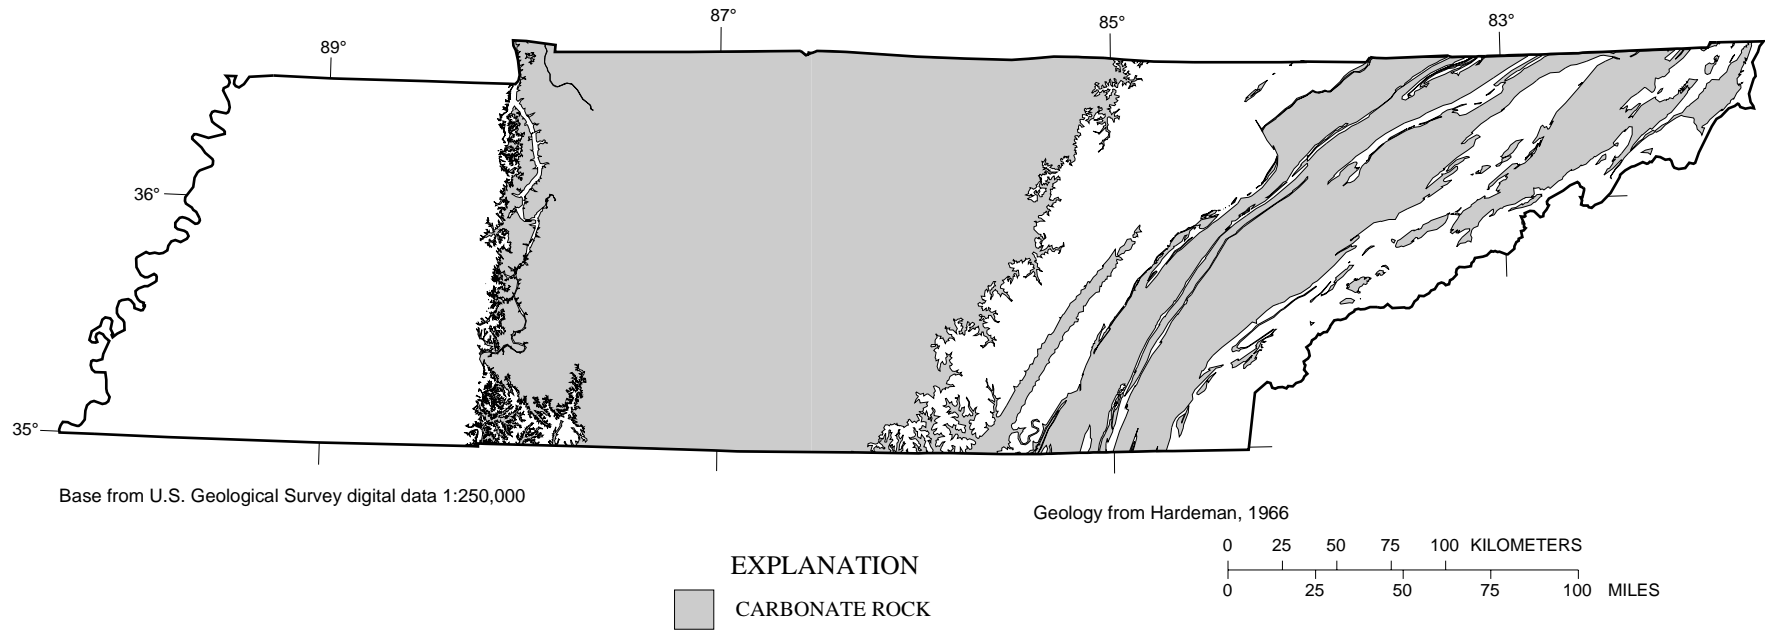 87°
85°
83°
89°
36°
35°
Base from U.S. Geological Survey digital data 1:250,000
Geology from Hardeman, 1966
0 25 50 75 100 KILOMETERS
0 25 50 75 100 MILES
EXPLANATION
CARBONATE ROCK